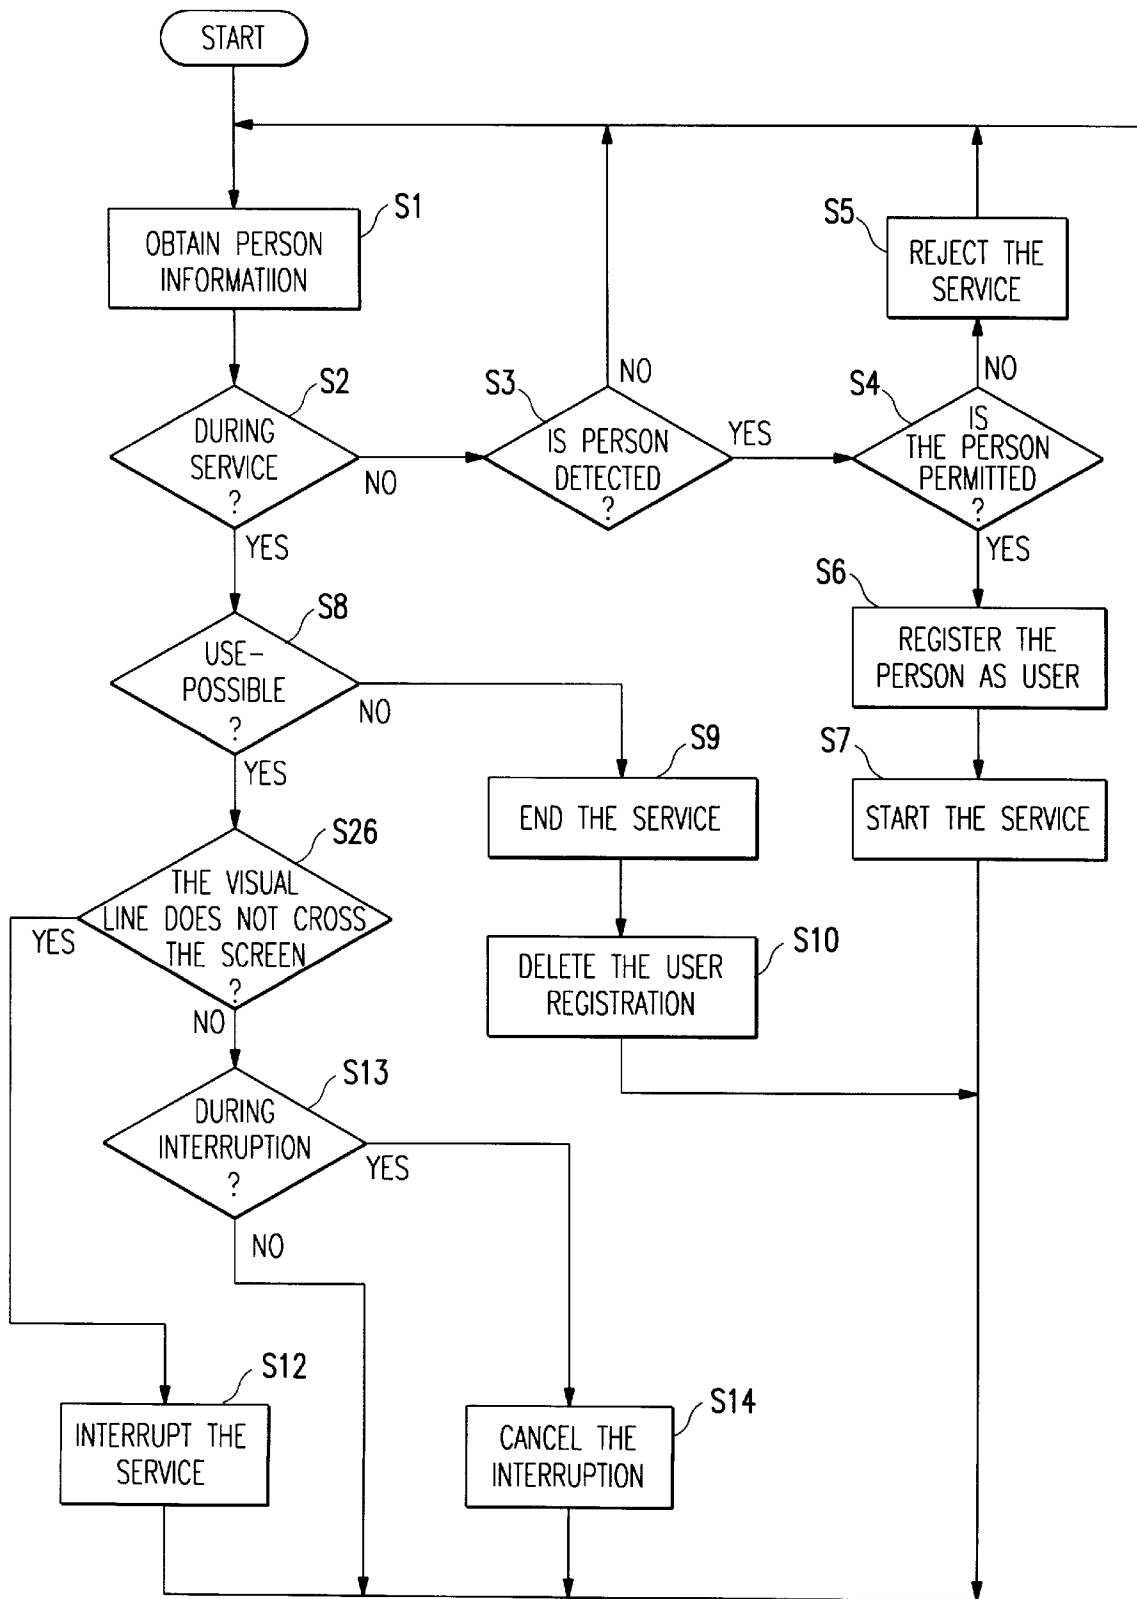 START
S1
OBTAIN PERSON
INFORMATIION
S2
DURING
SERVICE
?
NO
YES
S3
IS PERSON
DETECTED
?
NO
YES
S4
IS
THE PERSON
PERMITTED
?
NO
YES
S5
REJECT THE
SERVICE
S6
REGISTER THE
PERSON AS USER
S7
START THE SERVICE
S8
USE-
POSSIBLE
?
NO
YES
S9
END THE SERVICE
S10
DELETE THE USER
REGISTRATION
S26
THE VISUAL
LINE DOES NOT CROSS
THE SCREEN
?
YES
NO
S13
DURING
INTERRUPTION
?
YES
NO
S12
INTERRUPT THE
SERVICE
S14
CANCEL THE
INTERRUPTION